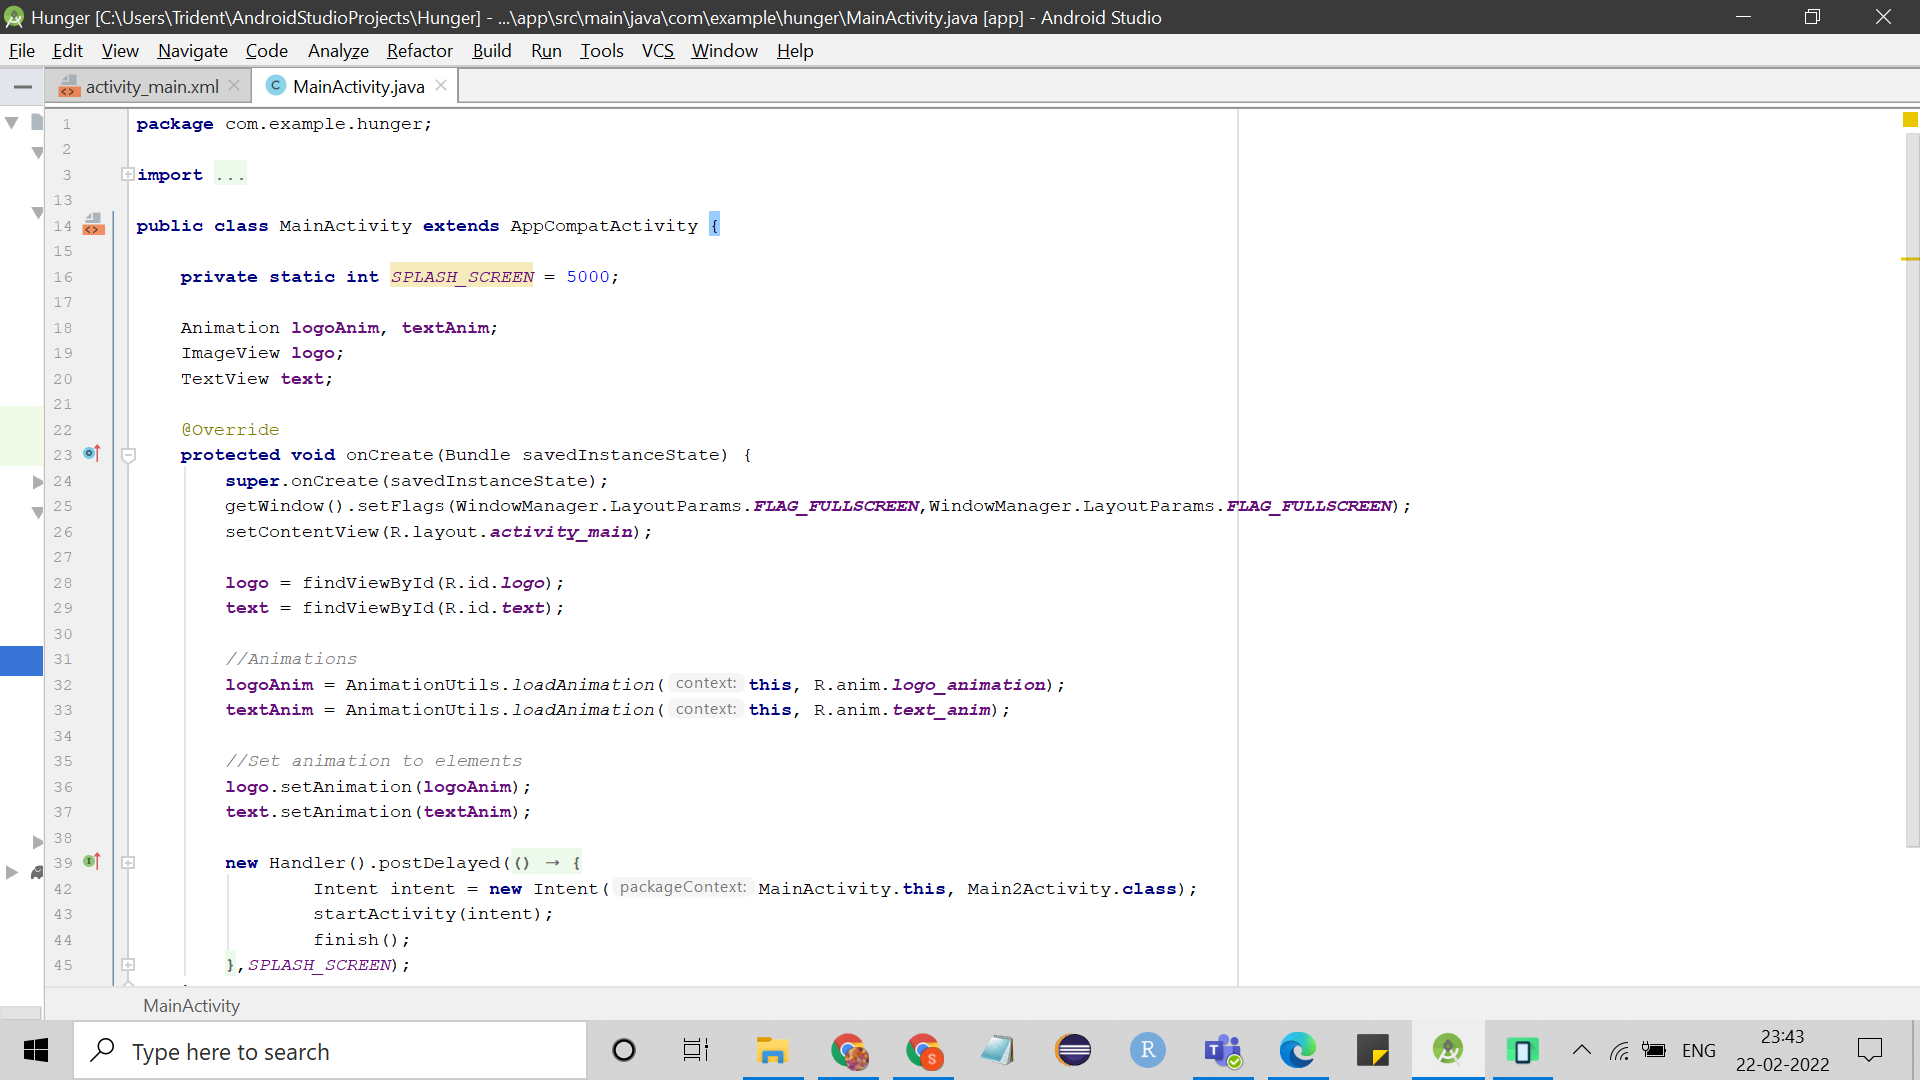 Hunger [C:\Users\Trident\AndroidStudioProjects\Hunger] - ...\app\src\main\java\com\example\hunger\MainActivity.java [app] - Android Studio
File Edit View Navigate Code Analyze Refactor Build Run Tools VCS Window Help
activity_main.xml MainActivity.java
1 package com.example.hunger;
2
3 import ...
13
14 public class MainActivity extends AppCompatActivity {
15
16 private static int SPLASH_SCREEN = 5000;
17
18 Animation logoAnim, textAnim;
19 ImageView logo;
20 TextView text;
21
22 @Override
23 protected void onCreate(Bundle savedInstanceState) {
24 super.onCreate(savedInstanceState);
25 getWindow().setFlags(WindowManager.LayoutParams.FLAG_FULLSCREEN,WindowManager.LayoutParams.FLAG_FULLSCREEN);
26 setContentView(R.layout.activity_main);
27
28 logo = findViewById(R.id.logo);
29 text = findViewById(R.id.text);
30
31 //Animations
32 logoAnim = AnimationUtils.loadAnimation( context: this, R.anim.logo_animation);
33 textAnim = AnimationUtils.loadAnimation( context: this, R.anim.text_anim);
34
35 //Set animation to elements
36 logo.setAnimation(logoAnim);
37 text.setAnimation(textAnim);
38
39 new Handler().postDelayed(() → {
42 Intent intent = new Intent( packageContext: MainActivity.this, Main2Activity.class);
43 startActivity(intent);
44 finish();
45 },SPLASH_SCREEN);
MainActivity
Type here to search
ENG
23:43
22-02-2022